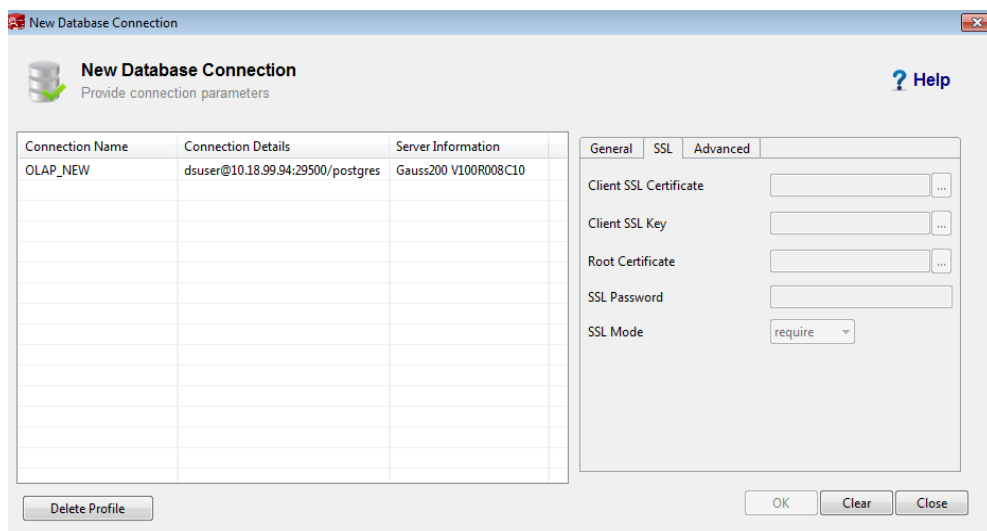 New Database Connection
New Database Connection
Provide connection parameters
? Help
Connection Name Connection Details Server Information
OLAP_NEW dsuser@10.18.99.94:29500/postgres Gauss200 V100R008C10
General SSL Advanced
Client SSL Certificate ...
Client SSL Key ...
Root Certificate ...
SSL Password
SSL Mode require
Delete Profile
OK Clear Close